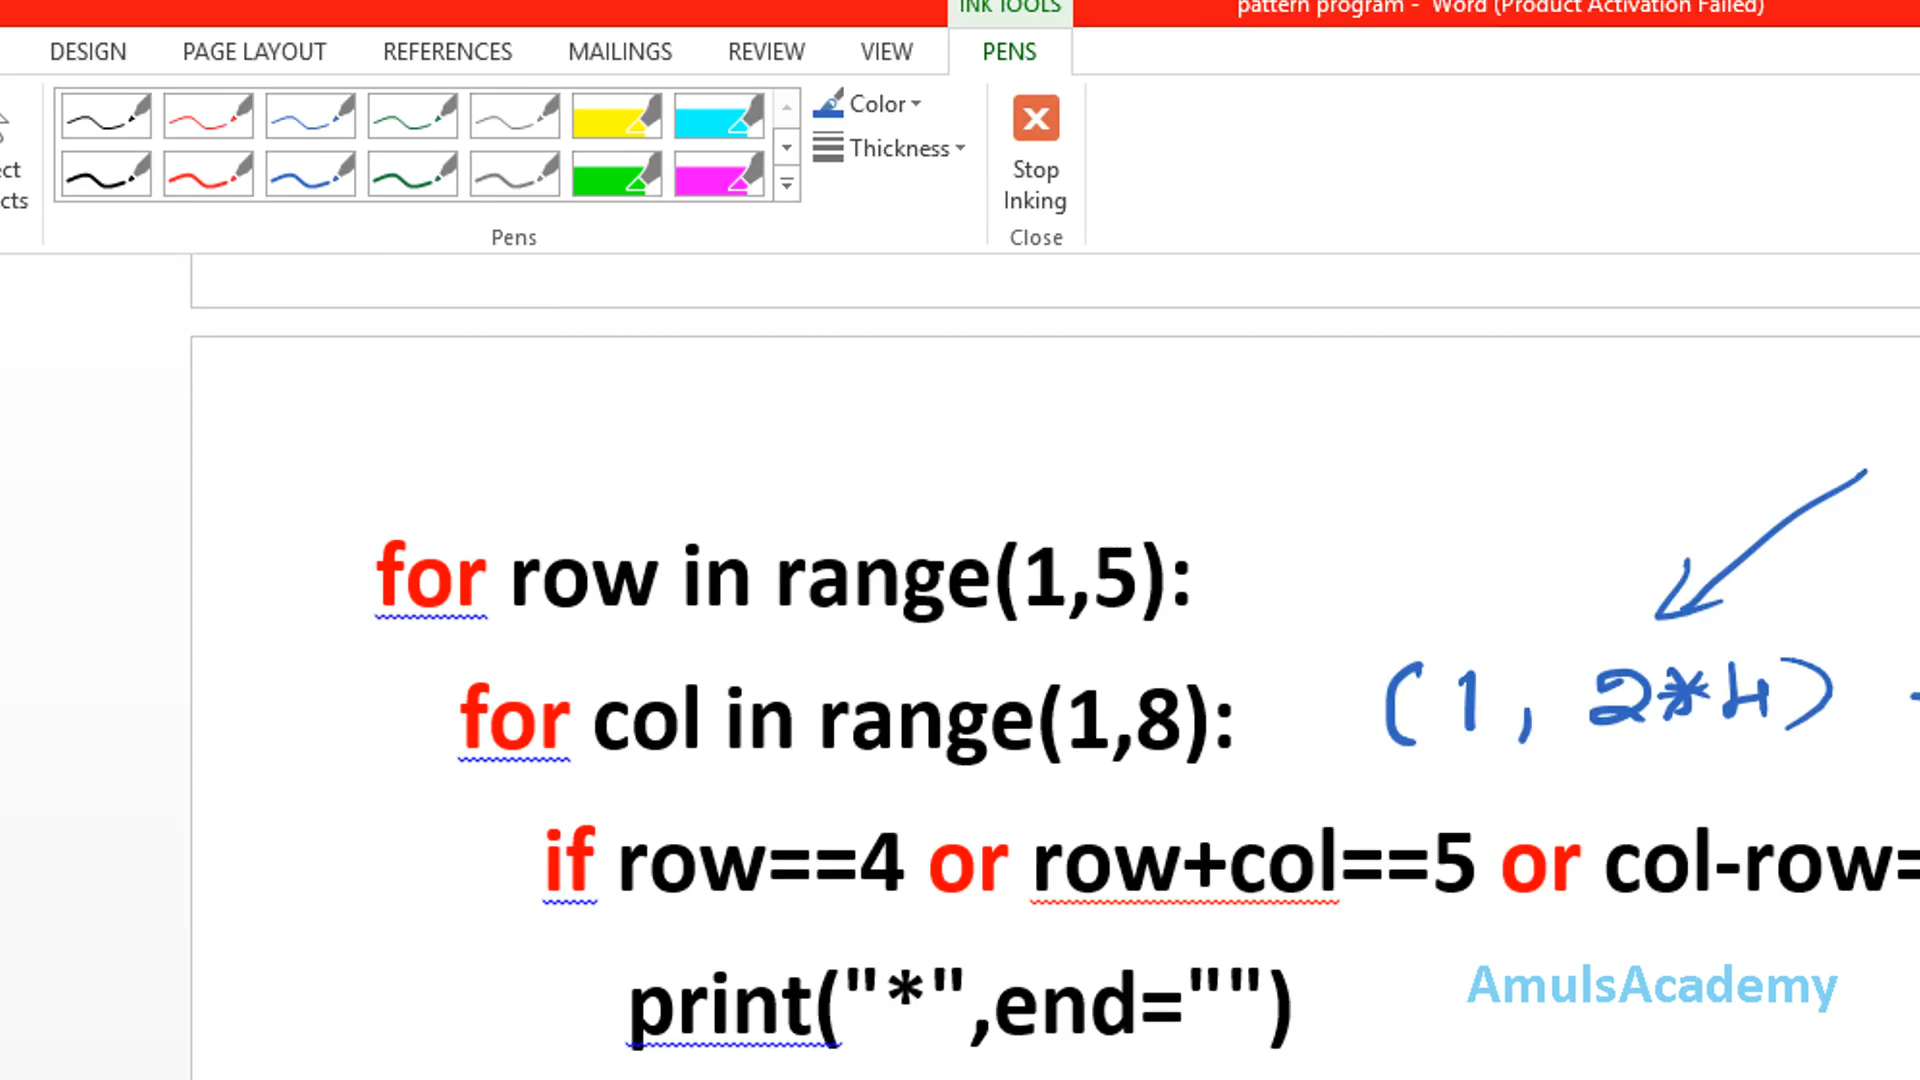 INK TOOLS
pattern program - Word (Product Activation Failed)
DESIGN PAGE LAYOUT REFERENCES MAILINGS REVIEW VIEW PENS
Color
Thickness
ect
cts
Stop
Inking
Pens
Close
for row in range(1,5):
for col in range(1,8): (1, 2*4)
if row==4 or row+col==5 or col-row=
print("*",end="")
AmulsAcademy